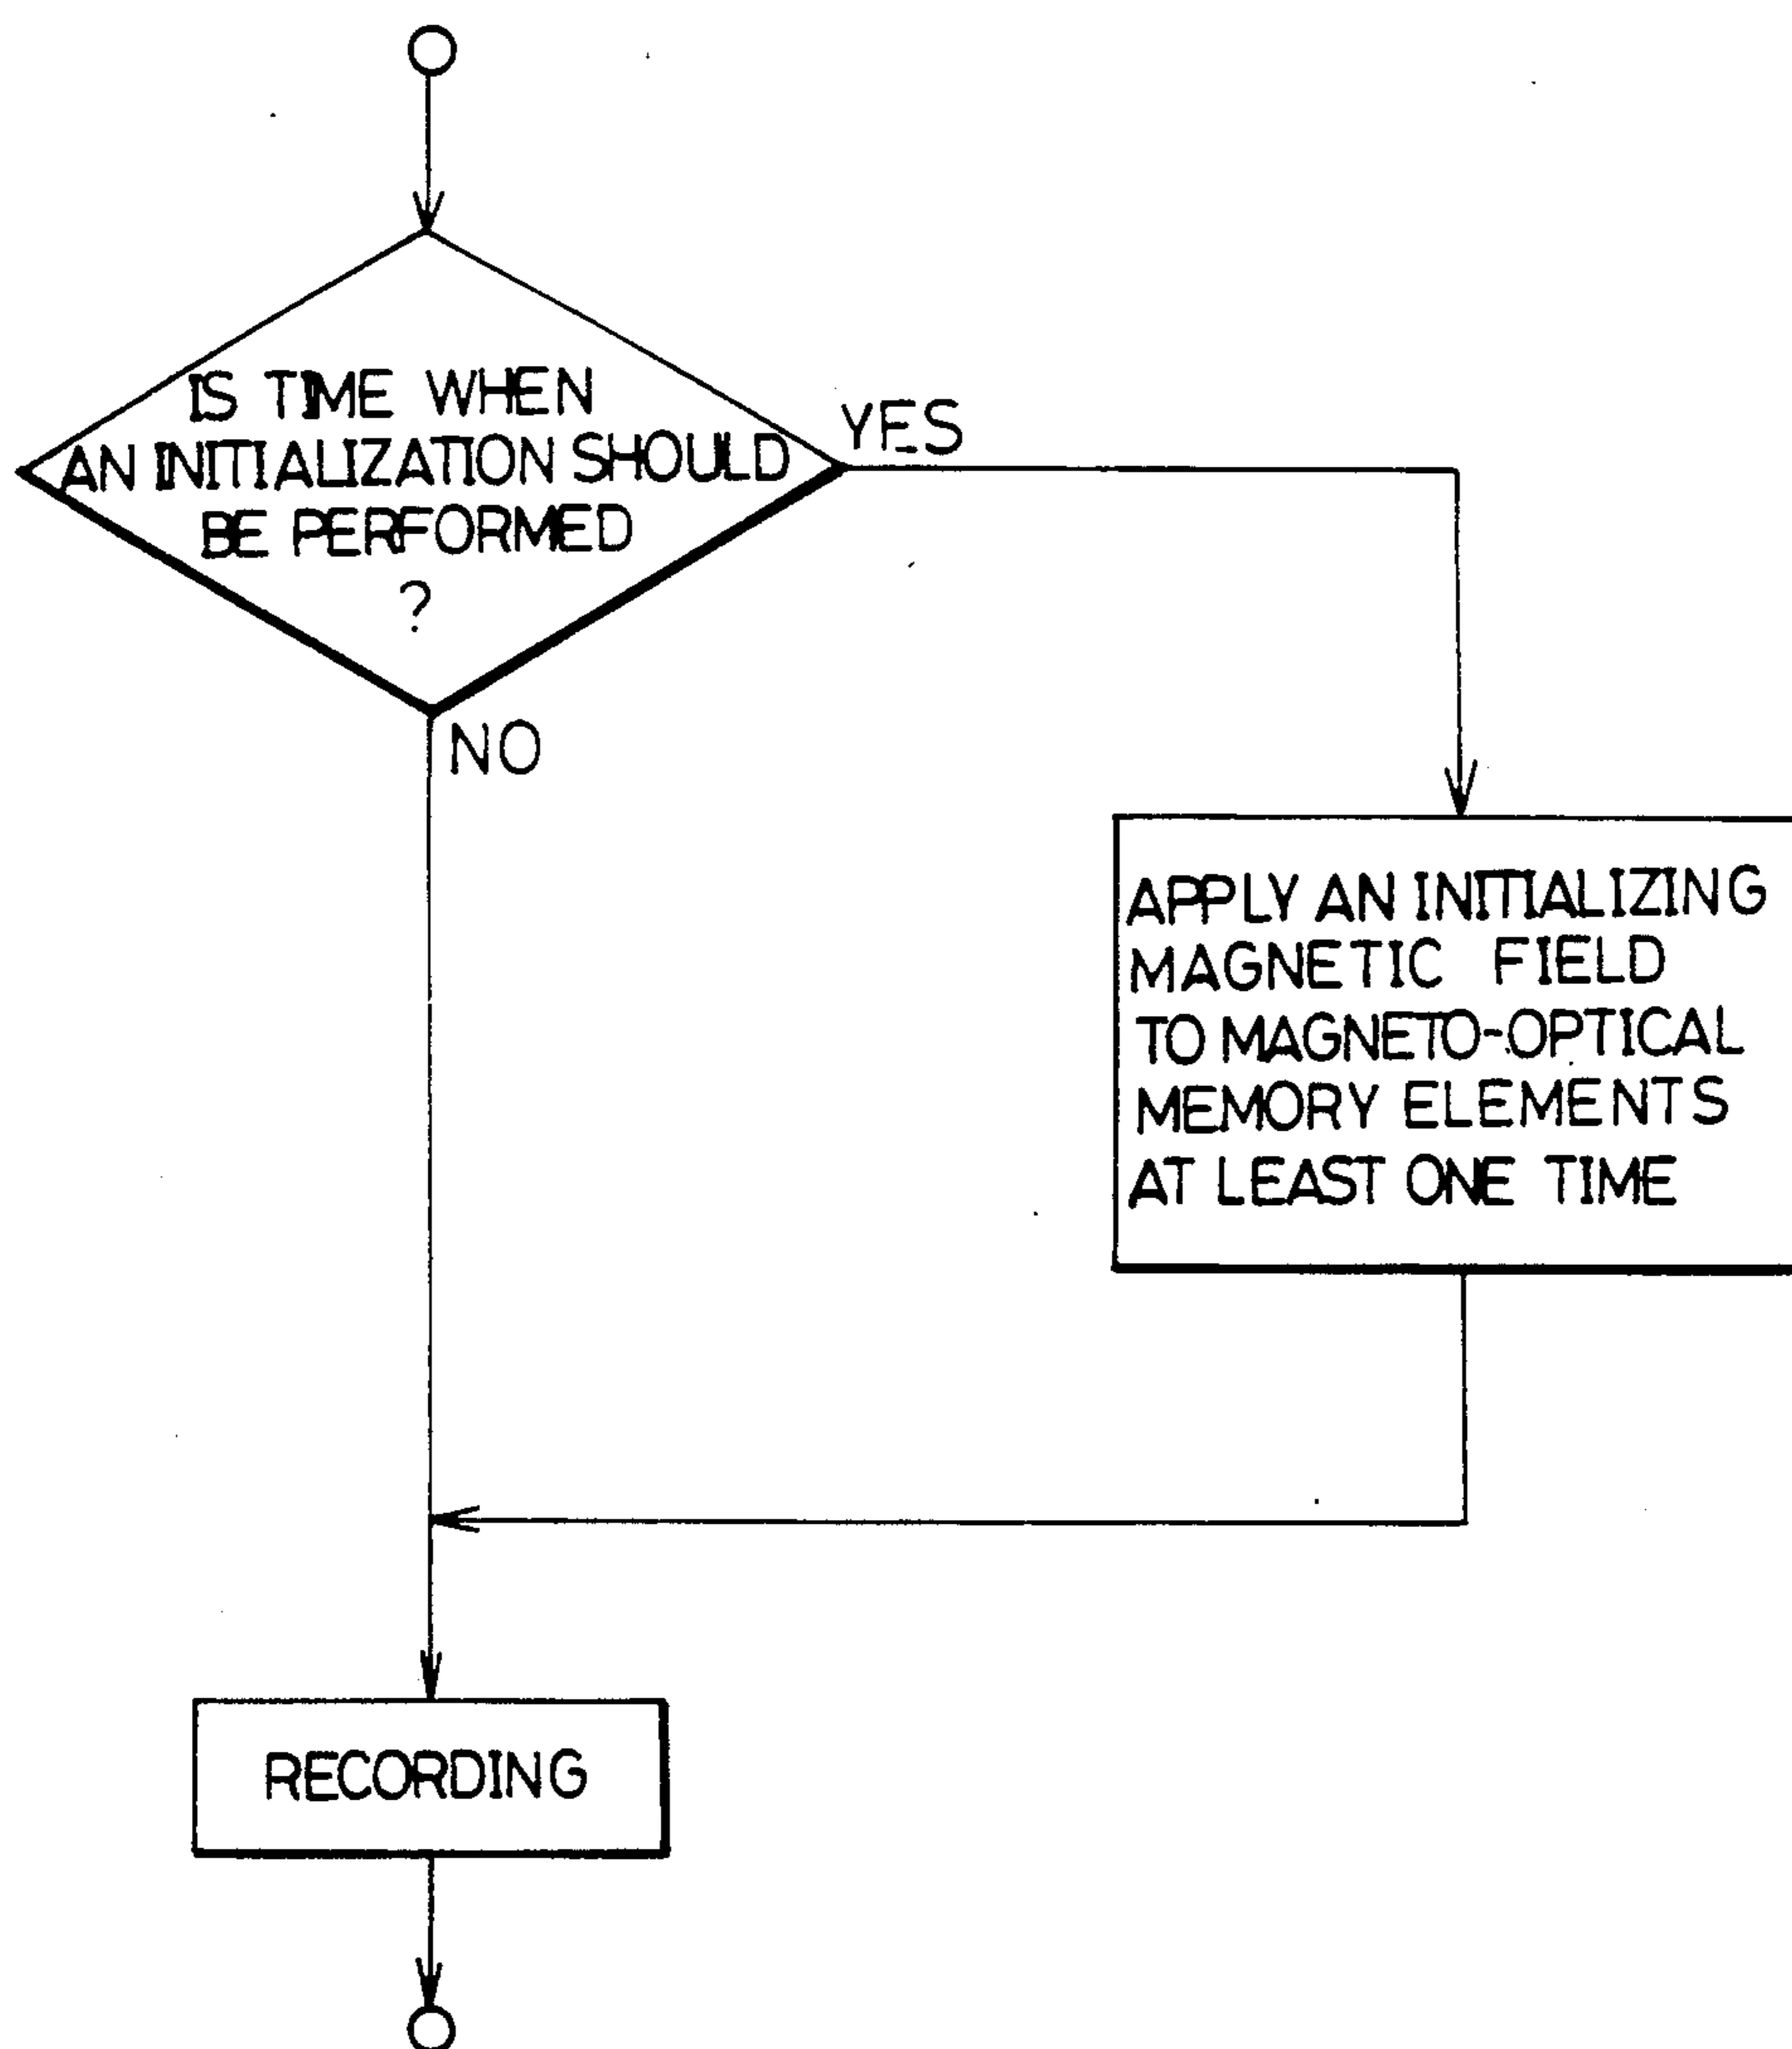 IS TIME WHEN
AN INITIALIZATION SHOULD
BE PERFORMED
?
YES
NO
APPLY AN INITIALIZING
MAGNETIC FIELD
TO MAGNETO-OPTICAL
MEMORY ELEMENTS
AT LEAST ONE TIME
RECORDING